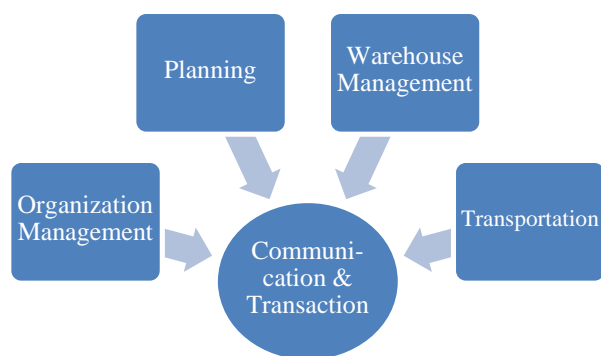 Planning
Warehouse
Management
Organization
Management
Transportation
Communi-
cation &
Transaction